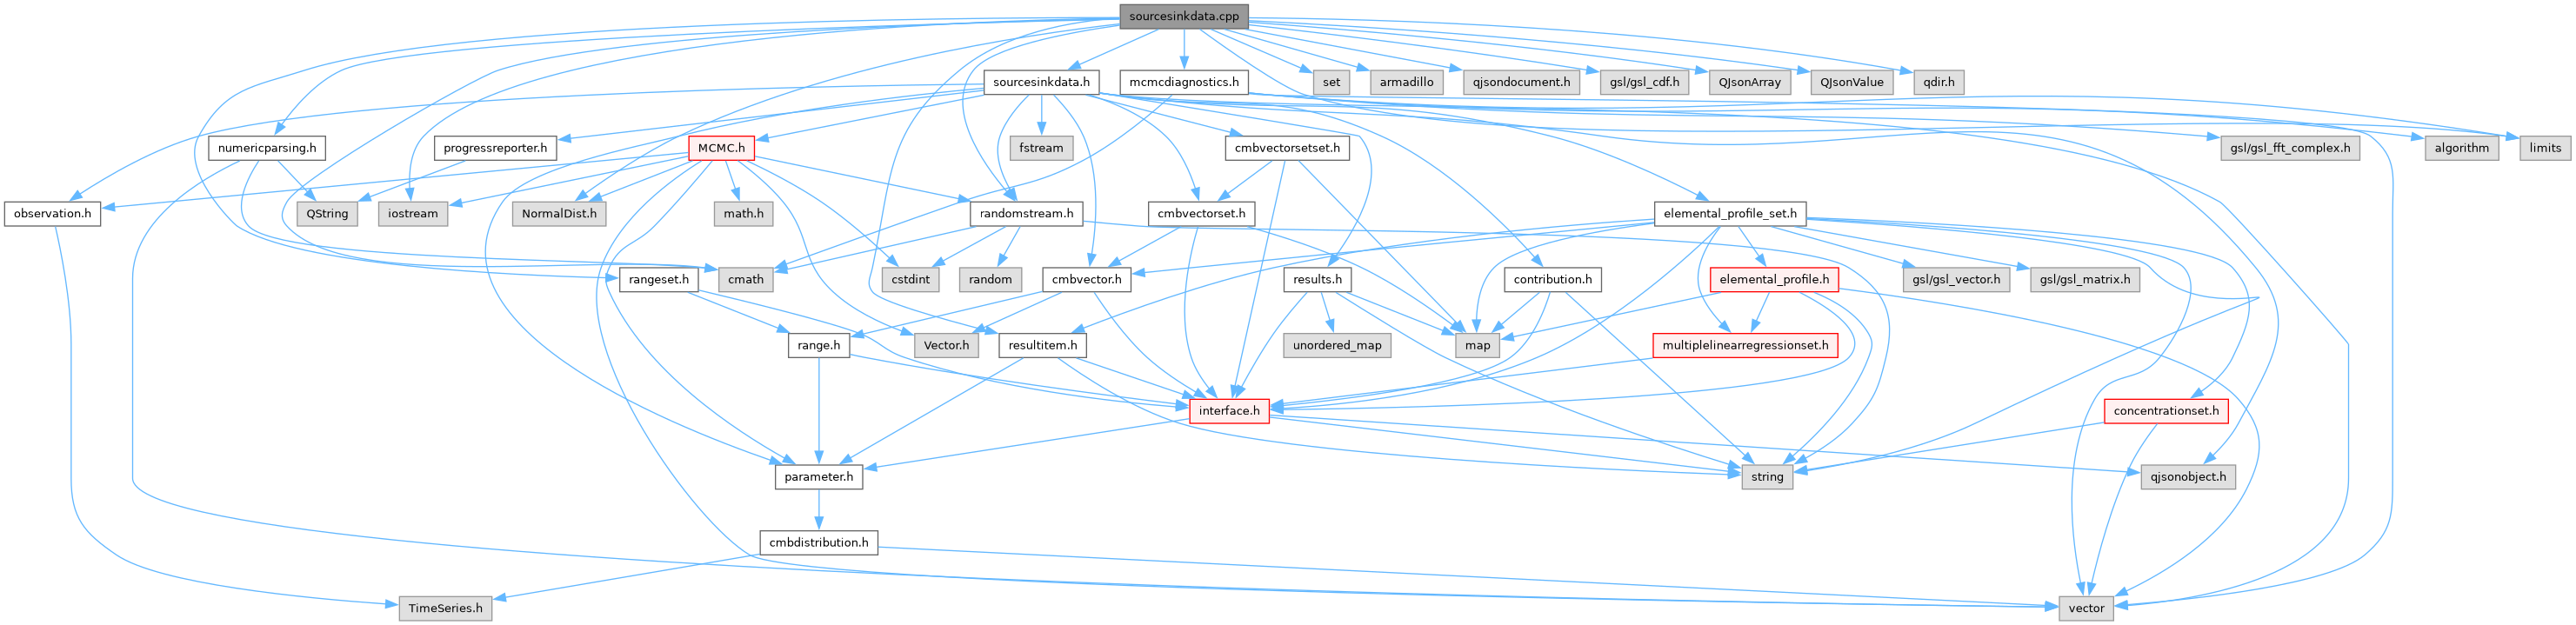 sourcesinkdata.cpp
sourcesinkdata.h
mcmcdiagnostics.h
set
armadillo
qjsondocument.h
gsl/gsl_cdf.h
QJsonArray
QJsonValue
qdir.h
numericparsing.h
progressreporter.h
MCMC.h
fstream
cmbvectorsetset.h
gsl/gsl_fft_complex.h
algorithm
limits
observation.h
QString
iostream
NormalDist.h
math.h
randomstream.h
cmbvectorset.h
elemental_profile_set.h
rangeset.h
cmath
cstdint
random
cmbvector.h
results.h
contribution.h
elemental_profile.h
gsl/gsl_vector.h
gsl/gsl_matrix.h
range.h
Vector.h
resultitem.h
unordered_map
map
multiplelinearregressionset.h
interface.h
concentrationset.h
parameter.h
string
qjsonobject.h
cmbdistribution.h
TimeSeries.h
vector